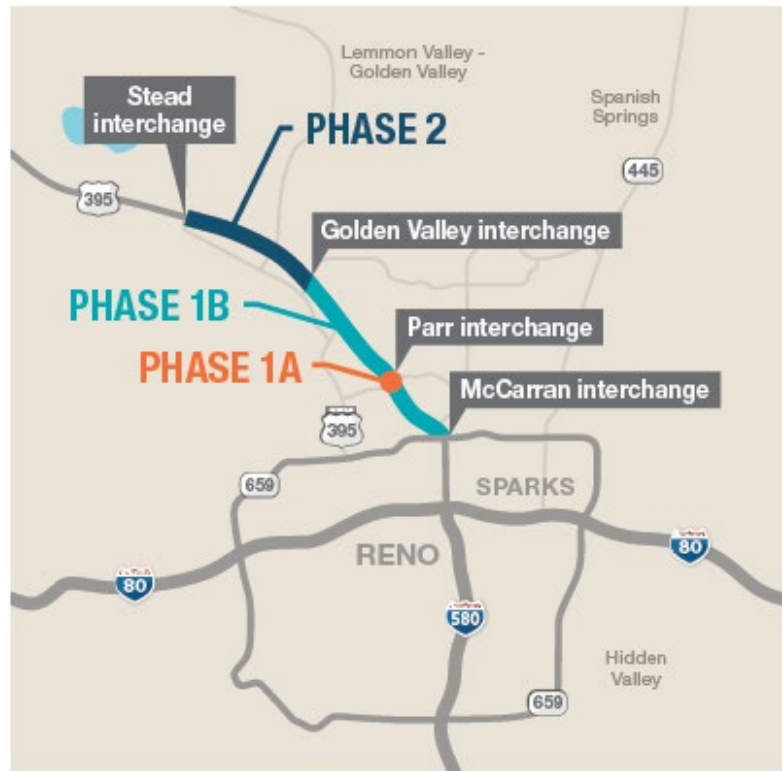 Lemmon Valley -
Golden Valley
Stead
interchange
Spanish
Springs
PHASE 2
445
395
Golden Valley interchange
PHASE 1B
Parr interchange
PHASE 1A
McCarran interchange
395
659
SPARKS
RENO
80
80
580
Hidden
Valley
659